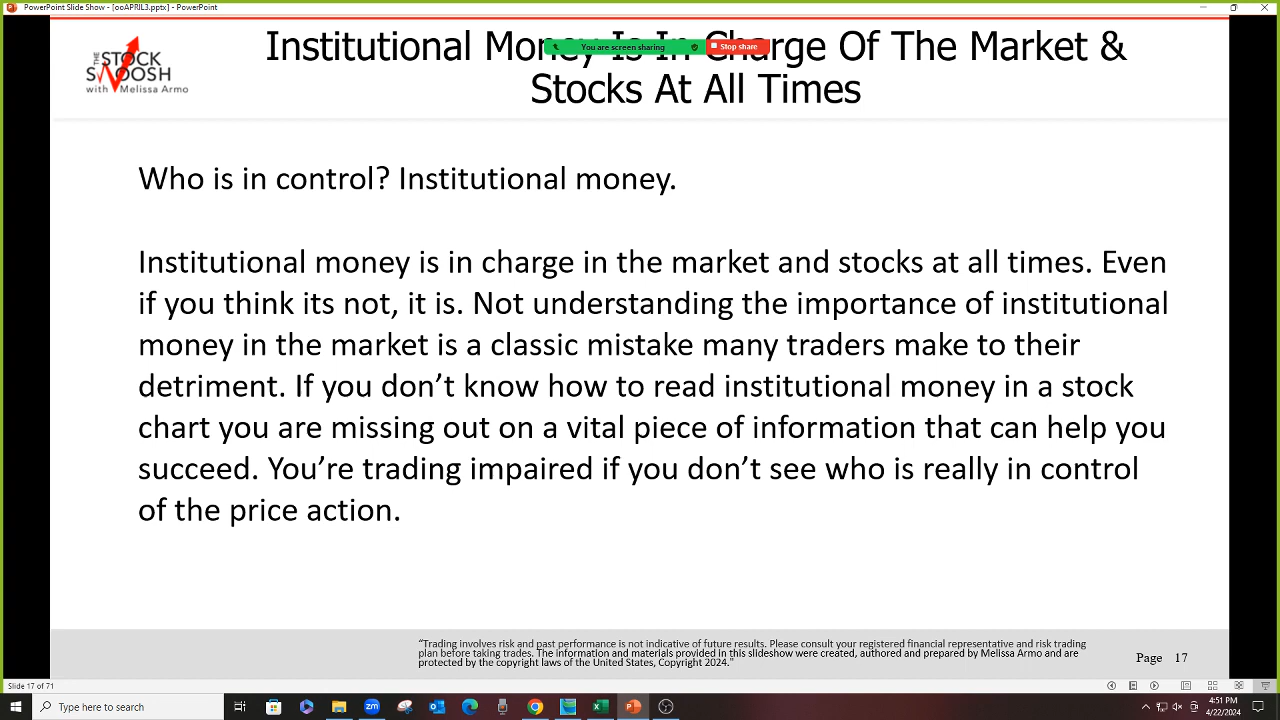 PowerPoint Slide Show - [ooAPRIL3.pptx] - PowerPoint
THE
STOCK
SWOOSH
with Melissa Armo
Institutional Money Is In Charge Of The Market &
Stocks At All Times
You are screen sharing
Stop share
Who is in control? Institutional money.
Institutional money is in charge in the market and stocks at all times. Even
if you think its not, it is. Not understanding the importance of institutional
money in the market is a classic mistake many traders make to their
detriment. If you don’t know how to read institutional money in a stock
chart you are missing out on a vital piece of information that can help you
succeed. You’re trading impaired if you don’t see who is really in control
of the price action.
“Trading involves risk and past performance is not indicative of future results. Please consult your registered financial representative and risk trading
plan before taking trades. The information and materials provided in this slideshow were created, authored and prepared by Melissa Armo and are
protected by the copyright laws of the United States, Copyright 2024.”
Page 17
Slide 17 of 71
Type here to search
4:51 PM
4/22/2024